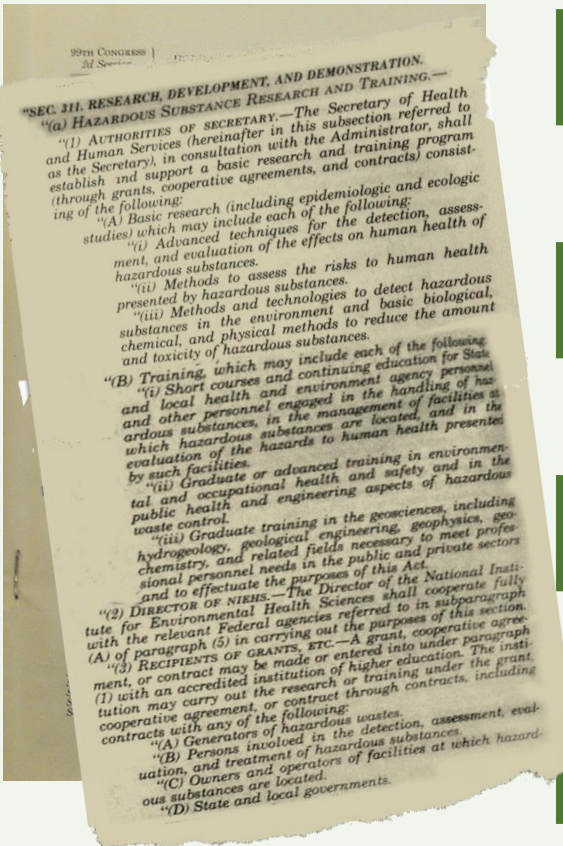 99TH CONGRESS
2d Session
"SEC. 311. RESEARCH, DEVELOPMENT, AND DEMONSTRATION.
"(a) HAZARDOUS SUBSTANCE RESEARCH AND TRAINING.—
"(1) AUTHORITIES OF SECRETARY.—The Secretary of Health
and Human Services (hereinafter in this subsection referred to
as the Secretary), in consultation with the Administrator, shall
establish and support a basic research and training program
(through grants, cooperative agreements, and contracts) consist-
ing of the following:
"(A) Basic research (including epidemiologic and ecologic
studies) which may include each of the following:
"(i) Advanced techniques for the detection, assess-
ment, and evaluation of the effects on human health of
hazardous substances.
"(ii) Methods to assess the risks to human health
presented by hazardous substances.
"(iii) Methods and technologies to detect hazardous
substances in the environment and basic biological,
chemical, and physical methods to reduce the amount
and toxicity of hazardous substances.
"(B) Training, which may include each of the following:
"(i) Short courses and continuing education for State
and local health and environment agency personnel
and other personnel engaged in the handling of haz-
ardous substances, in the management of facilities at
which hazardous substances are located, and in the
evaluation of the hazards to human health presented
by such facilities.
"(ii) Graduate or advanced training in environmen-
tal and occupational health and safety and in the
public health and engineering aspects of hazardous
waste control.
"(iii) Graduate training in the geosciences, including
hydrogeology, geological engineering, geophysics, geo-
chemistry, and related fields necessary to meet profes-
sional personnel needs in the public and private sectors
and to effectuate the purposes of this Act.
"(2) DIRECTOR OF NIEHS.—The Director of the National Insti-
tute for Environmental Health Sciences shall cooperate fully
with the relevant Federal agencies referred to in subparagraph
(A) of paragraph (5) in carrying out the purposes of this section.
"(3) RECIPIENTS OF GRANTS, ETC.—A grant, cooperative agree-
ment, or contract may be made or entered into under paragraph
(1) with an accredited institution of higher education. The insti-
tution may carry out the research or training under the grant,
cooperative agreement, or contract through contracts, including
contracts with any of the following:
"(A) Generators of hazardous wastes.
"(B) Persons involved in the detection, assessment, eval-
uation, and treatment of hazardous substances.
"(C) Owners and operators of facilities at which hazard-
ous substances are located.
"(D) State and local governments.